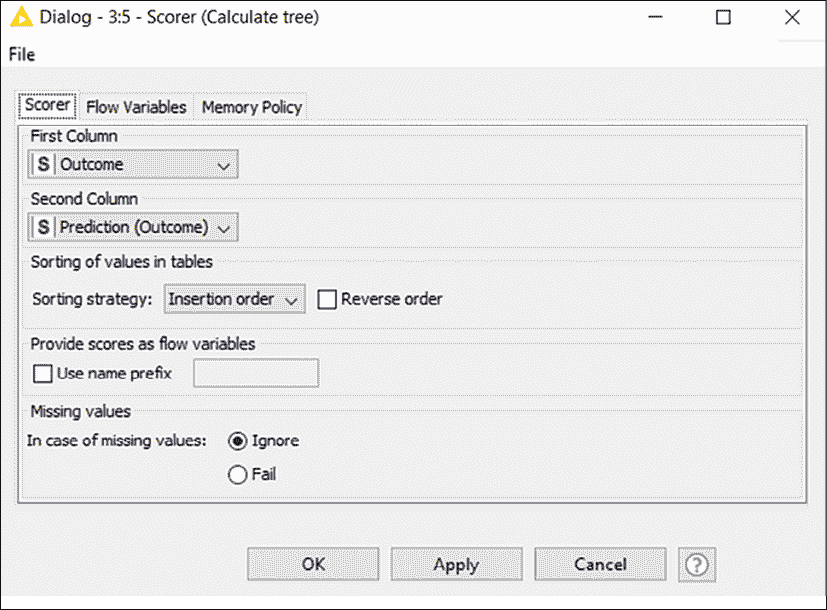 Dialog - 3:5 - Scorer (Calculate tree)
File
Scorer Flow Variables Memory Policy
First Column
S Outcome
Second Column
S Prediction (Outcome)
Sorting of values in tables
Sorting strategy: Insertion order Reverse order
Provide scores as flow variables
Use name prefix
Missing values
In case of missing values: Ignore
Fail
OK Apply Cancel ?